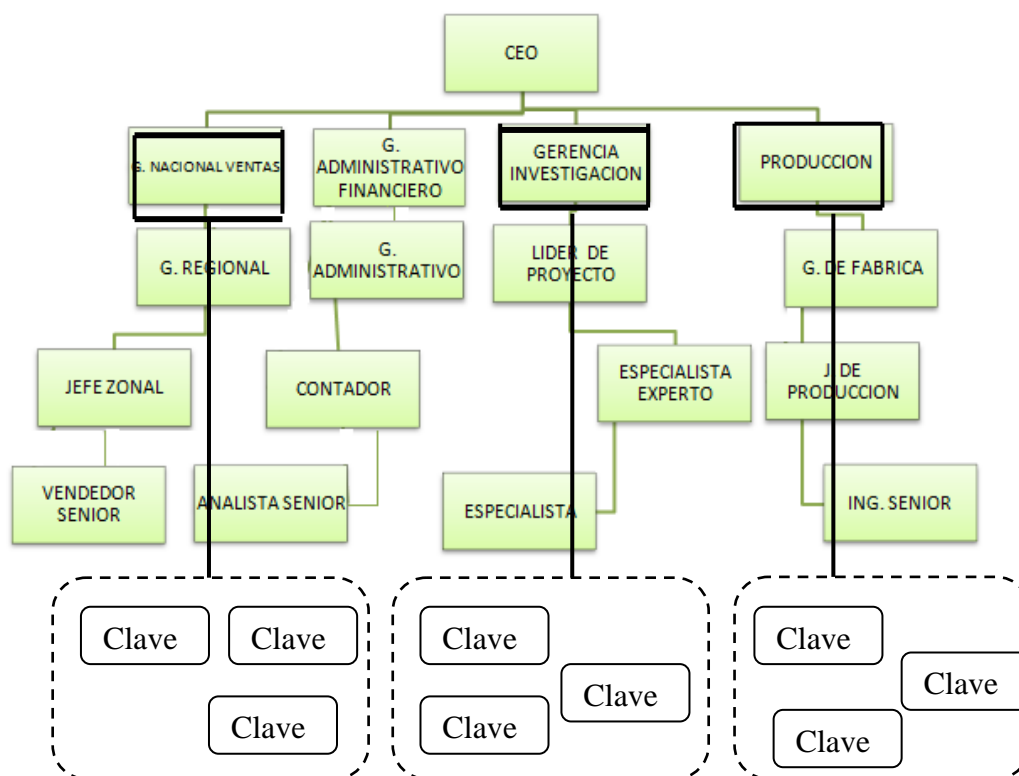 CEO
G. NACIONAL VENTAS
G.
ADMINISTRATIVO
FINANCIERO
GERENCIA
INVESTIGACION
PRODUCCION
G. REGIONAL
G.
ADMINISTRATIVO
LIDER DE
PROYECTO
G. DE FABRICA
JEFE ZONAL
CONTADOR
ESPECIALISTA
EXPERTO
J. DE
PRODUCCION
VENDEDOR
SENIOR
ANALISTA SENIOR
ESPECIALISTA
ING. SENIOR
Clave
Clave
Clave
Clave
Clave
Clave
Clave
Clave
Clave